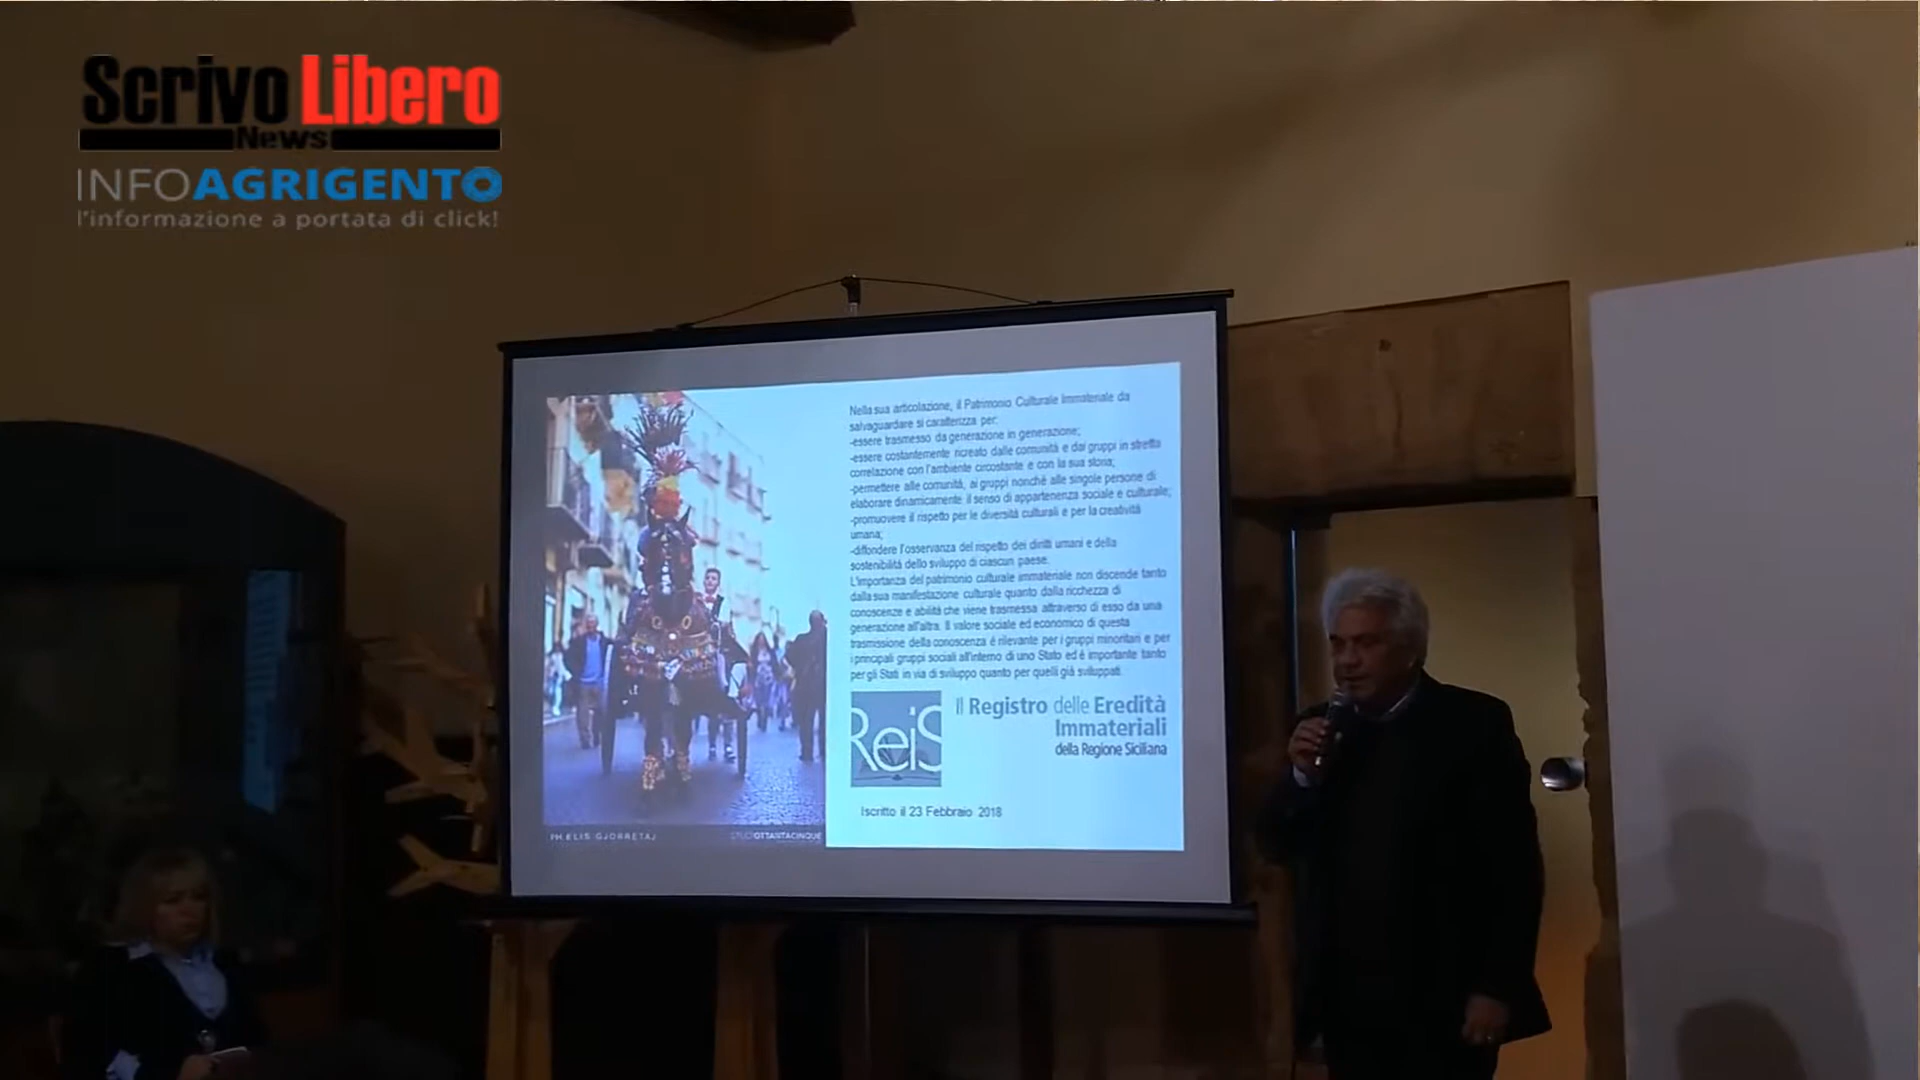 Scrivo Libero
News
INFOAGRIGENTO
l'informazione a portata di click!
Nella sua articolazione, il Patrimonio Culturale Immateriale da
salvaguardare si caratterizza per:
-essere trasmesso da generazione in generazione;
-essere costantemente ricreato dalle comunità e dai gruppi in stretta
correlazione con l'ambiente circostante e con la sua storia;
-permettere alle comunità, ai gruppi nonché alle singole persone di
elaborare dinamicamente il senso di appartenenza sociale e culturale;
-promuovere il rispetto per le diversità culturali e per la creatività
umana;
-diffondere l'osservanza del rispetto dei diritti umani e della
sostenibilità dello sviluppo di ciascun paese.
L'importanza del patrimonio culturale immateriale non discende tanto
dalla sua manifestazione culturale quanto dalla ricchezza di
conoscenze e abilità che viene trasmessa attraverso di esso da una
generazione all'altra. Il valore sociale ed economico di questa
trasmissione della conoscenza é rilevante per i gruppi minoritari e per
i principali gruppi sociali all'interno di uno Stato ed è importante tanto
per gli Stati in via di sviluppo quanto per quelli già sviluppati.
ReiS
Il Registro delle Eredità
Immateriali
della Regione Siciliana
Iscritto il 23 Febbraio 2018
PH ELIS GJORRETAJ
STUDIOOTTANTACINQUE